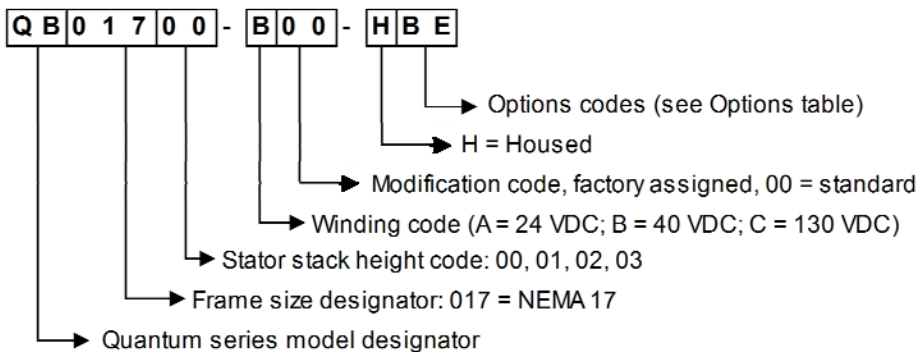 QB01700-B00-HBE
Options codes (see Options table)
H = Housed
Modification code, factory assigned, 00 = standard
Winding code (A = 24 VDC; B = 40 VDC; C = 130 VDC)
Stator stack height code: 00, 01, 02, 03
Frame size designator: 017 = NEMA 17
Quantum series model designator